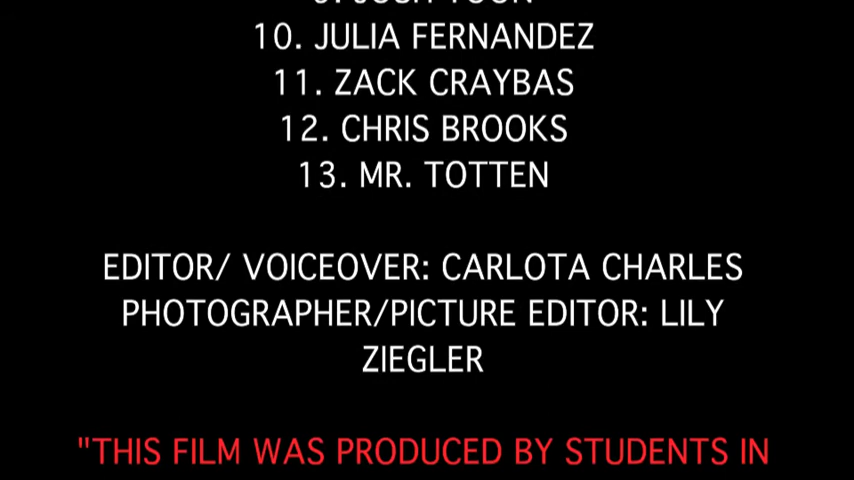 10. JULIA FERNANDEZ
11. ZACK CRAYBAS
12. CHRIS BROOKS
13. MR. TOTTEN
EDITOR/ VOICEOVER: CARLOTA CHARLES
PHOTOGRAPHER/PICTURE EDITOR: LILY
ZIEGLER
"THIS FILM WAS PRODUCED BY STUDENTS IN